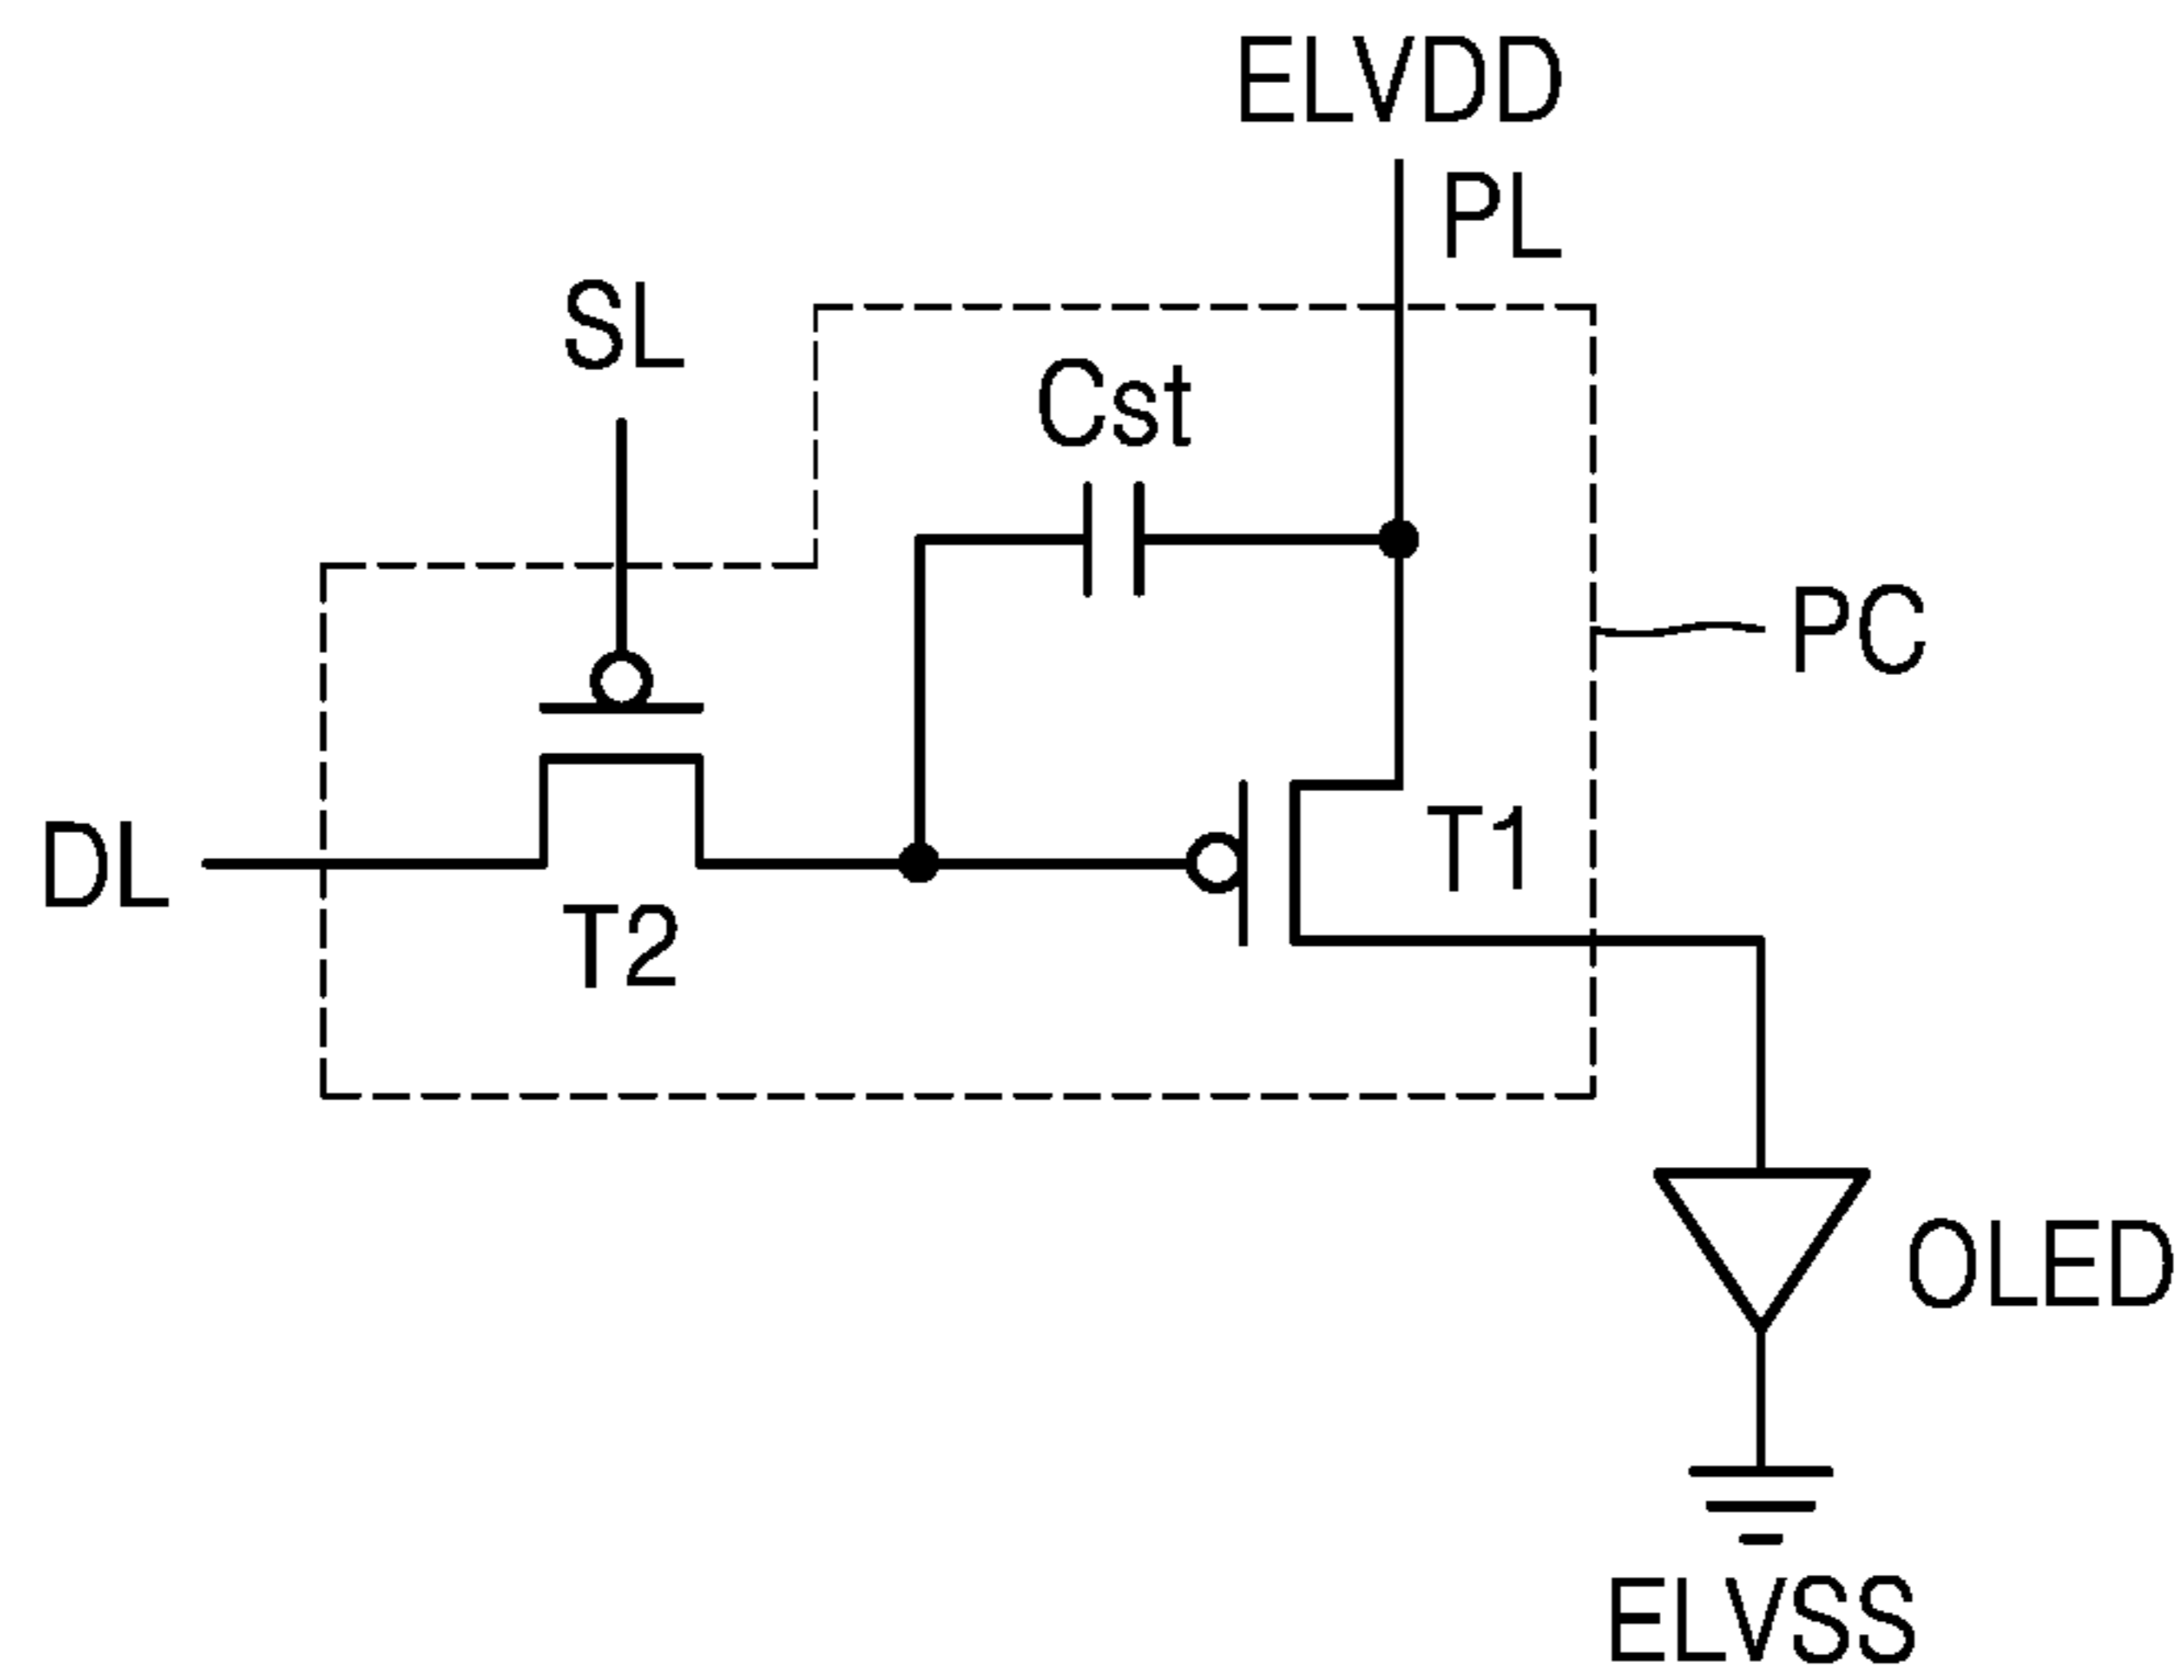 ELVDD
PL
SL
Cst
PC
DL
T1
T2
OLED
ELVSS